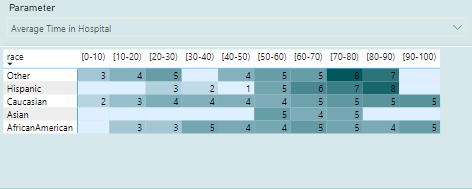 Parameter
Average Time in Hospital
race [0-10) [10-20) [20-30) [30-40) [40-50) [50-60) [60-70) [70-80) [80-90) [90-100)
Other 3 4 5 4 5 5 8 7
Hispanic 3 2 1 5 6 7 8
Caucasian 2 3 4 4 4 4 5 5 5 5
Asian 5 4 5
AfricanAmerican 3 3 5 4 4 5 5 4 5